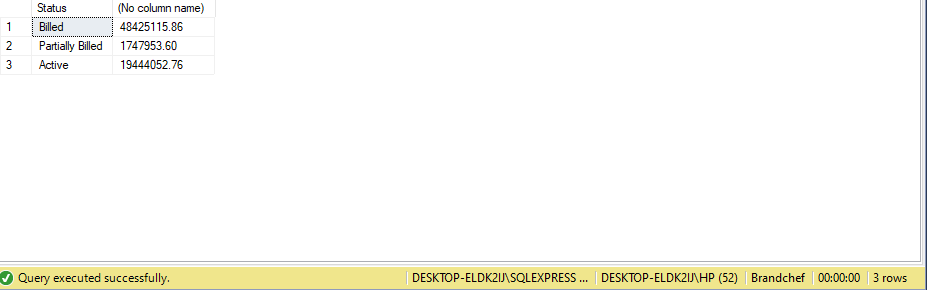 Status (No column name)
1 Billed 48425115.86
2 Partially Billed 1747953.60
3 Active 19444052.76
Query executed successfully. DESKTOP-ELDK2IJ\SQLEXPRESS ... DESKTOP-ELDK2IJ\HP (52) Brandchef 00:00:00 3 rows